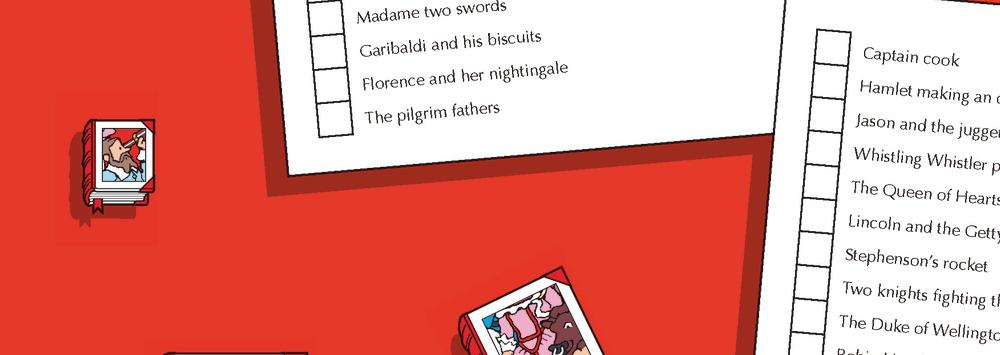 Madame two swords
Garibaldi and his biscuits
Florence and her nightingale
The pilgrim fathers
Captain cook
Hamlet making an
Jason and the
Whistling Whistler
The Queen of Hearts
Lincoln and the
Stephenson's rocket
Two knights fighting
The Duke of